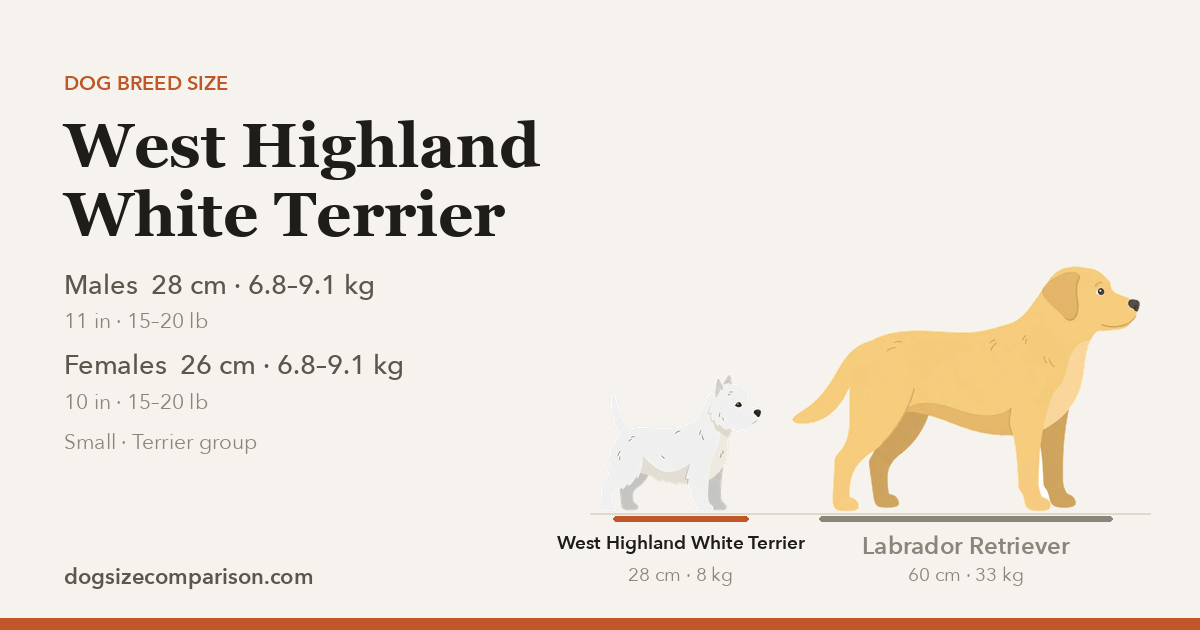 DOG BREED SIZE
West Highland
White Terrier
Males 28 cm · 6.8–9.1 kg
11 in · 15–20 lb
Females 26 cm · 6.8–9.1 kg
10 in · 15–20 lb
Small · Terrier group
West Highland White Terrier
28 cm · 8 kg
Labrador Retriever
60 cm · 33 kg
dogsizecomparison.com